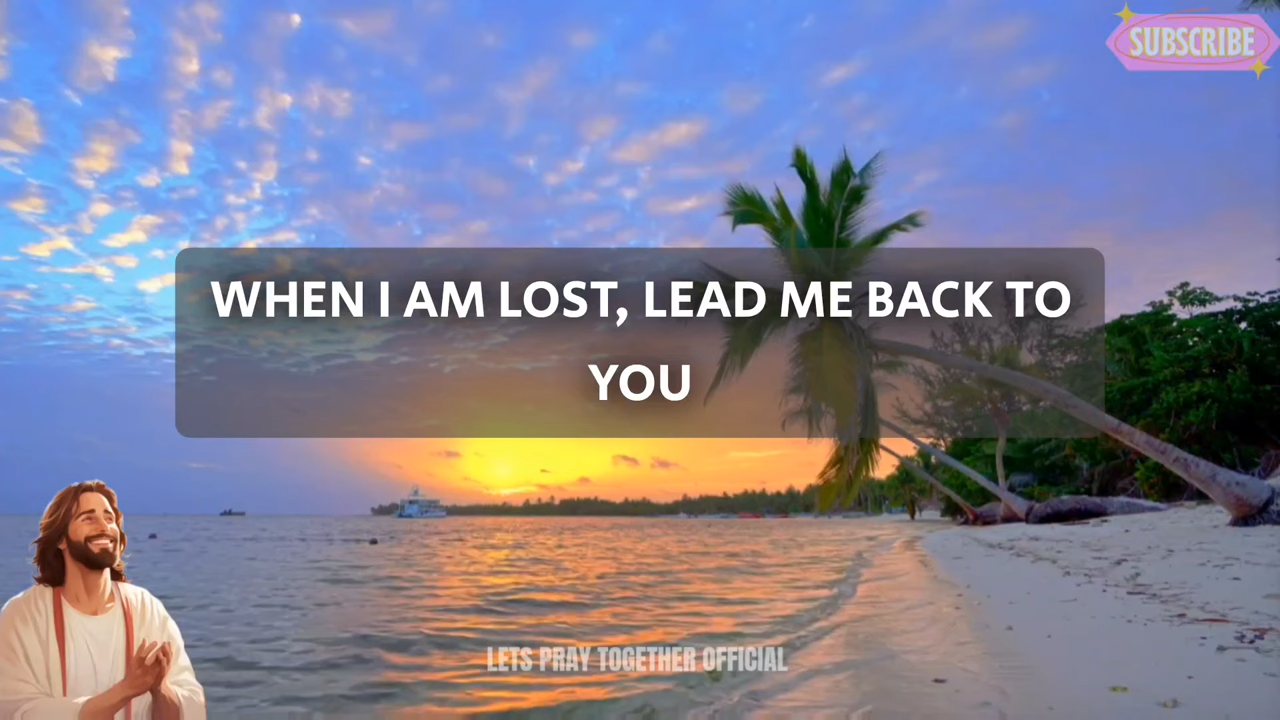 SUBSCRIBE
WHEN I AM LOST, LEAD ME BACK TO
YOU
LETS PRAY TOGETHER OFFICIAL